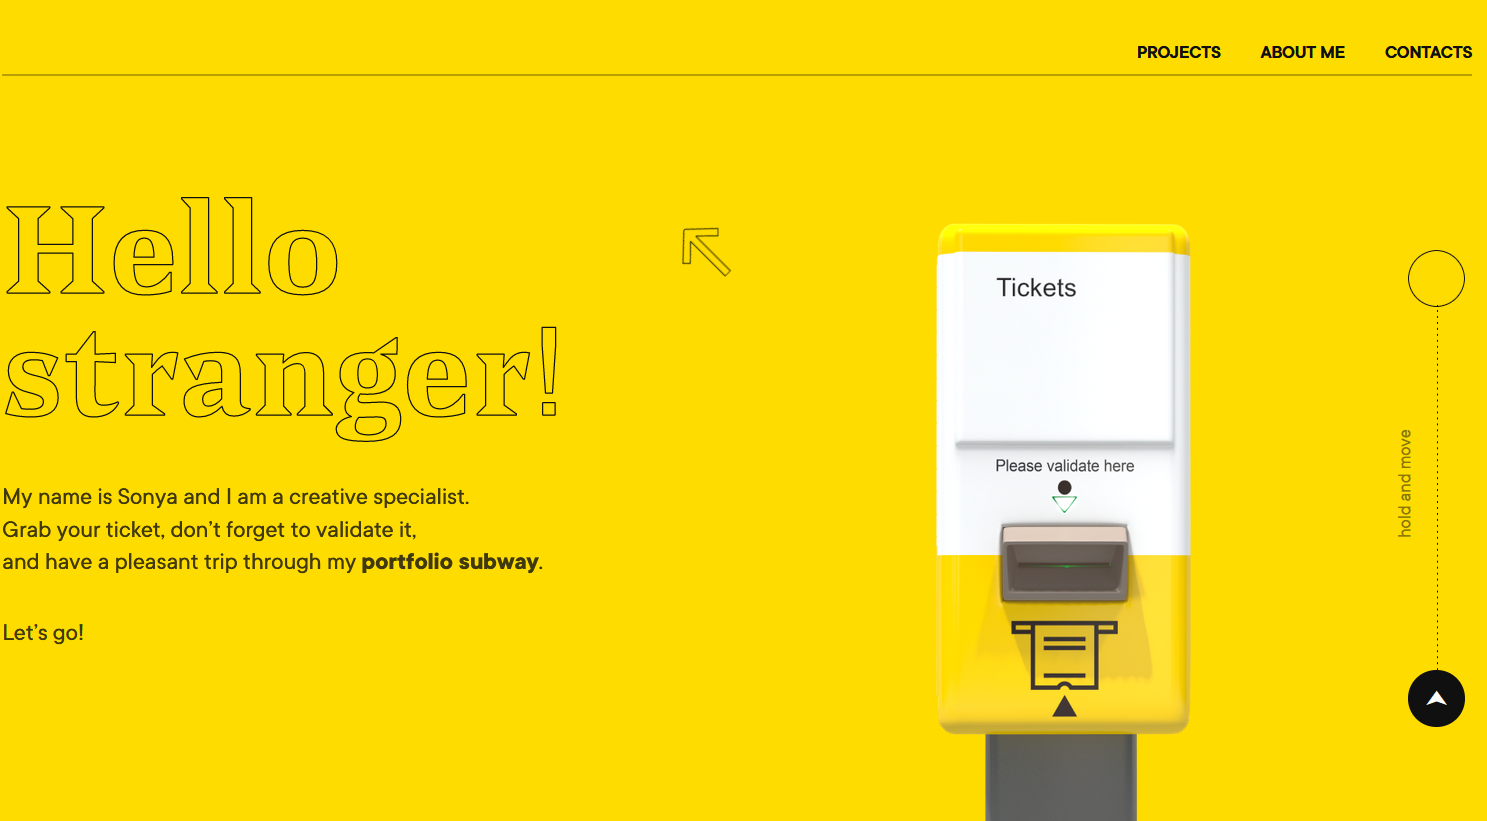 PROJECTS ABOUT ME CONTACTS
Hello
stranger!
My name is Sonya and I am a creative specialist.
Grab your ticket, don’t forget to validate it,
and have a pleasant trip through my portfolio subway.
Let’s go!
Tickets
Please validate here
hold and move